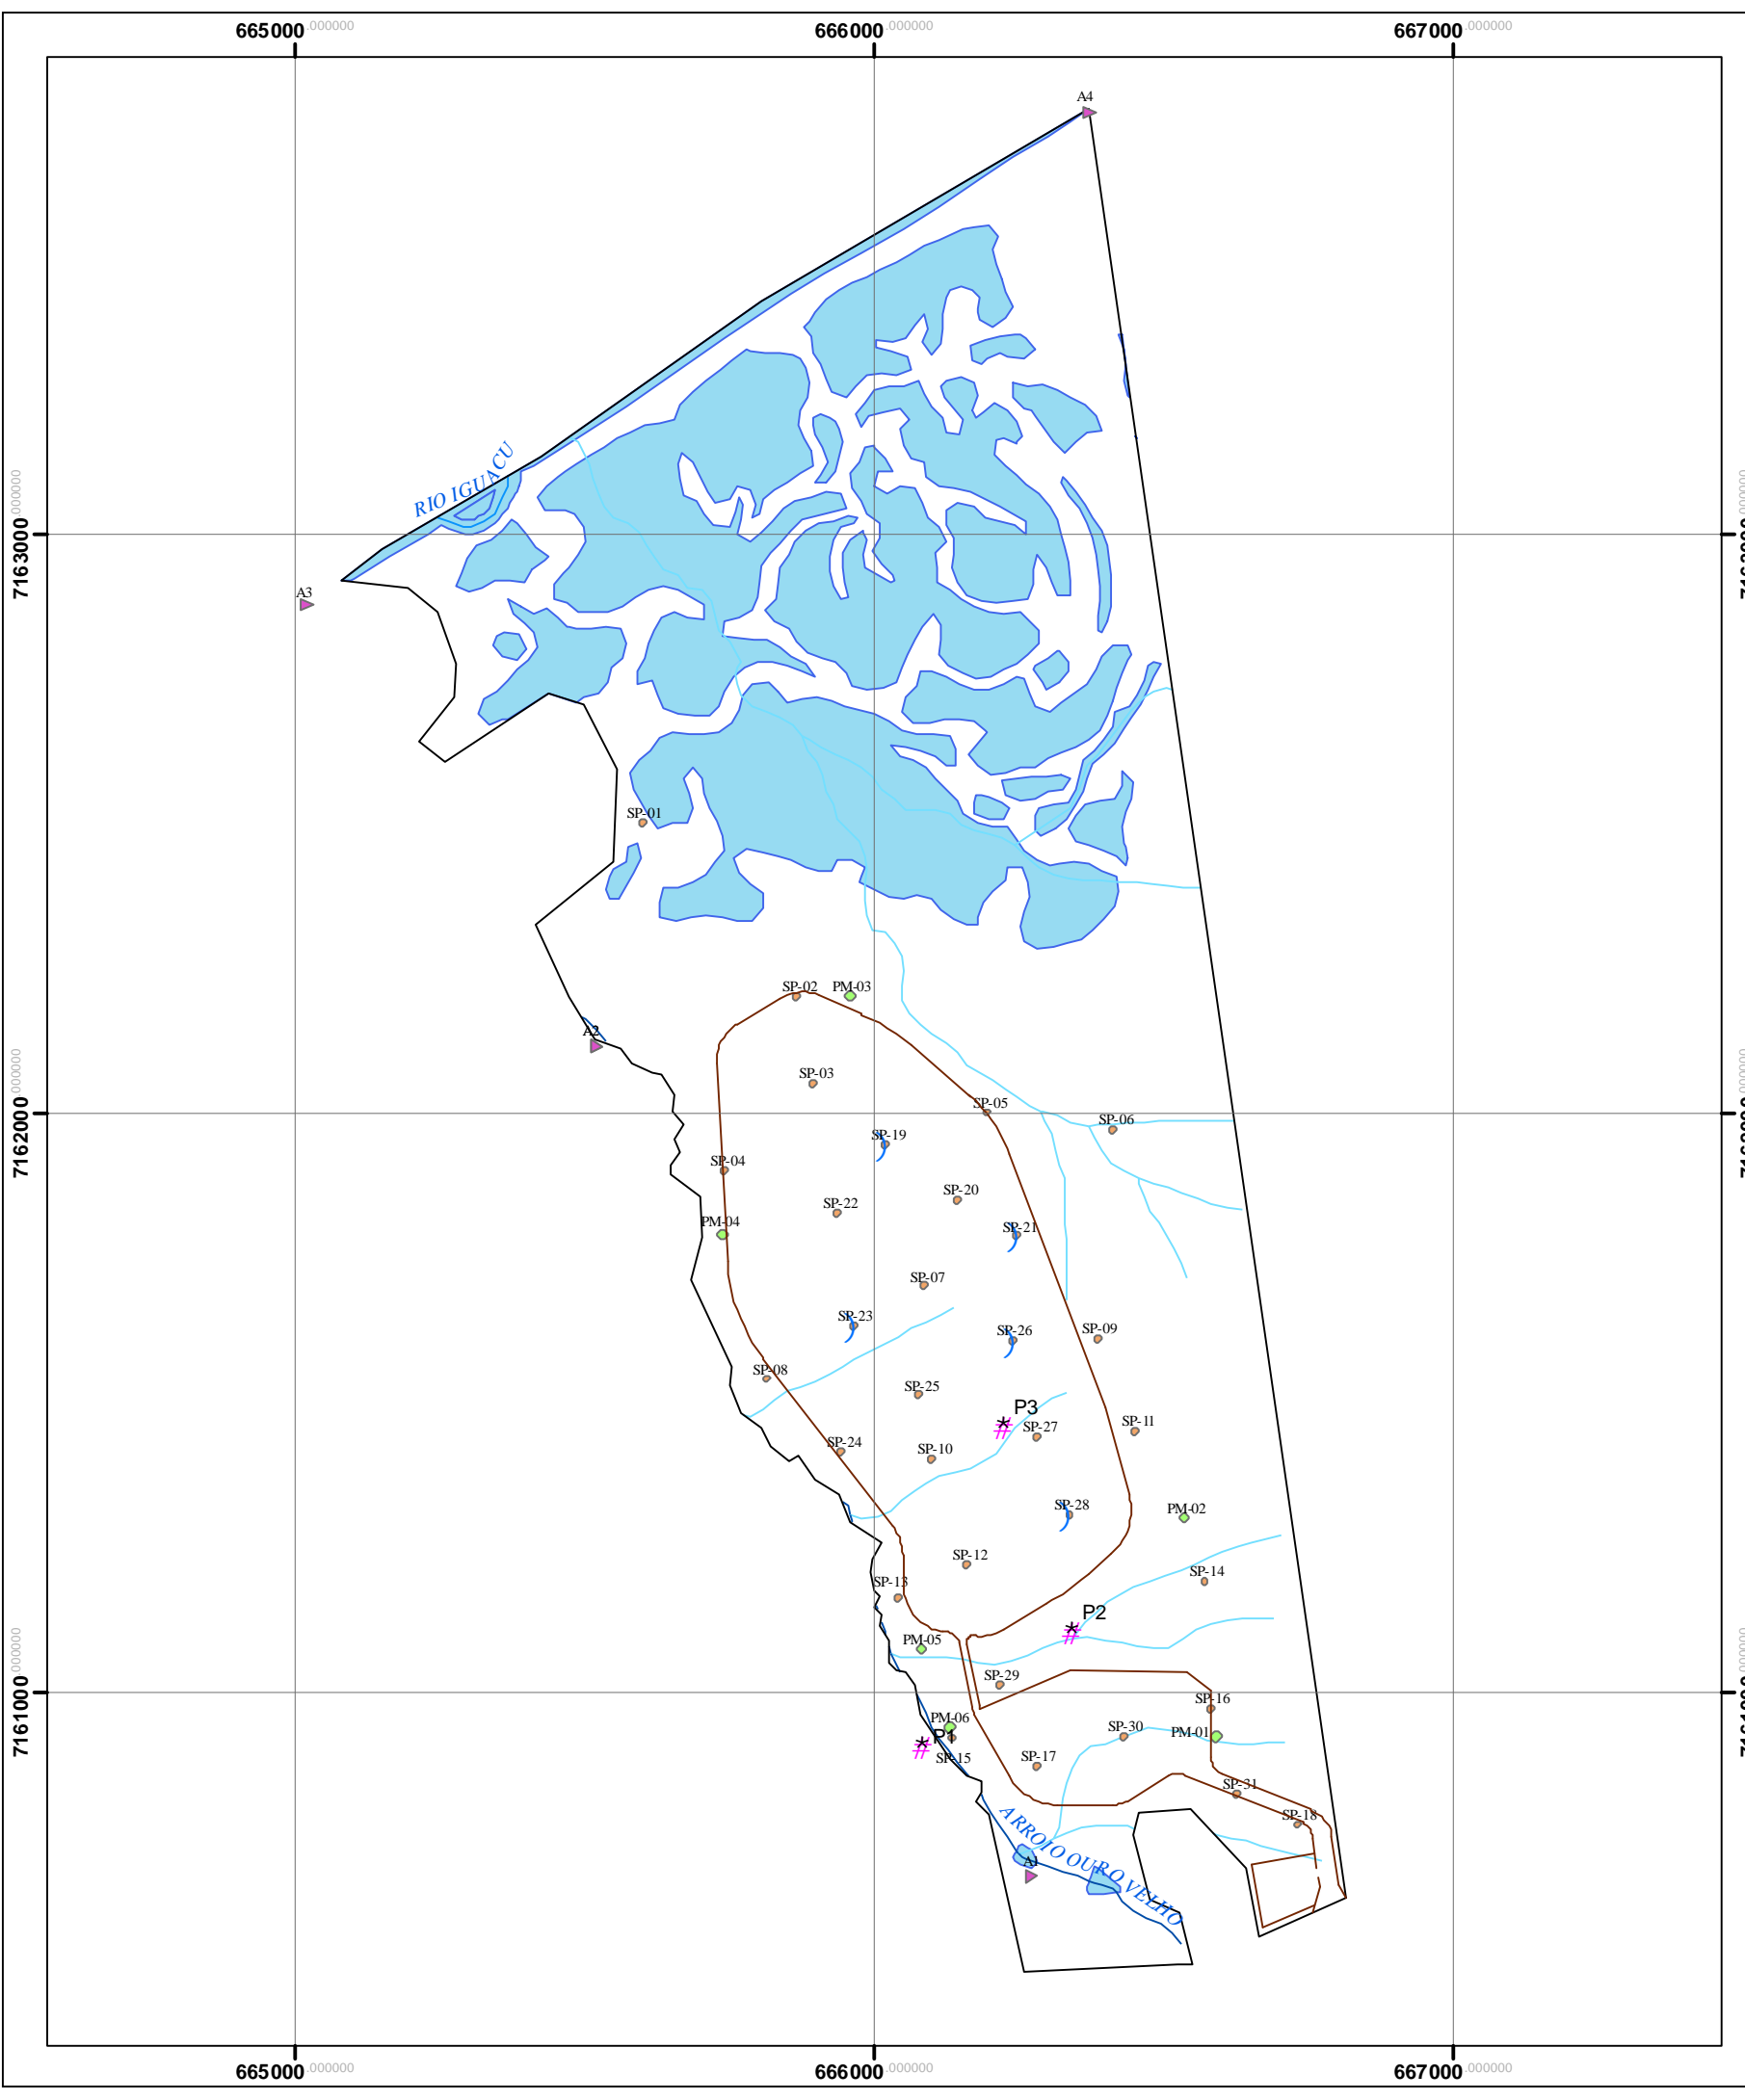 665000.000000
666000.000000
667000.000000
A4
RIO IGUACU
7163000.000000
A3
SP-01
SP-02
PM-03
A2
SP-03
SP-05
7162000.000000
SP-06
SP-19
SP-04
SP-20
SP-22
PM-04
SP-21
SP-07
SP-23
SP-26
SP-09
SP-08
SP-25
P3
SP-27
SP-11
SP-24
SP-10
SP-28
PM-02
SP-12
SP-14
SP-13
P2
PM-05
SP-29
7161000.000000
SP-16
PM-06
SP-30
PM-01
P1
SP-15
SP-17
SP-31
SP-18
ARROIO OURO VELHO
A1
665000.000000
666000.000000
667000.000000